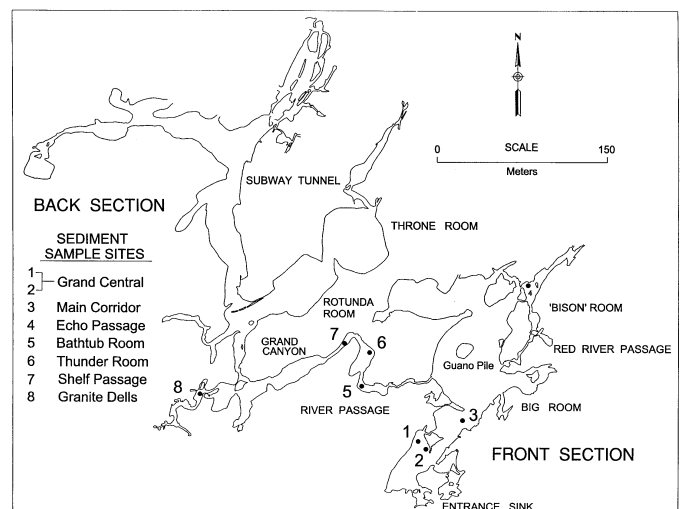 N
SCALE
0 150
Meters
SUBWAY TUNNEL
BACK SECTION
THRONE ROOM
SEDIMENT
SAMPLE SITES
1
2 Grand Central
3 Main Corridor
4 Echo Passage
5 Bathtub Room
6 Thunder Room
7 Shelf Passage
8 Granite Dells
4
'BISON' ROOM
ROTUNDA
ROOM
GRAND
CANYON
7
6
RED RIVER PASSAGE
Guano Pile
8
5
RIVER PASSAGE
BIG ROOM
3
1
2
FRONT SECTION
ENTRANCE SINK